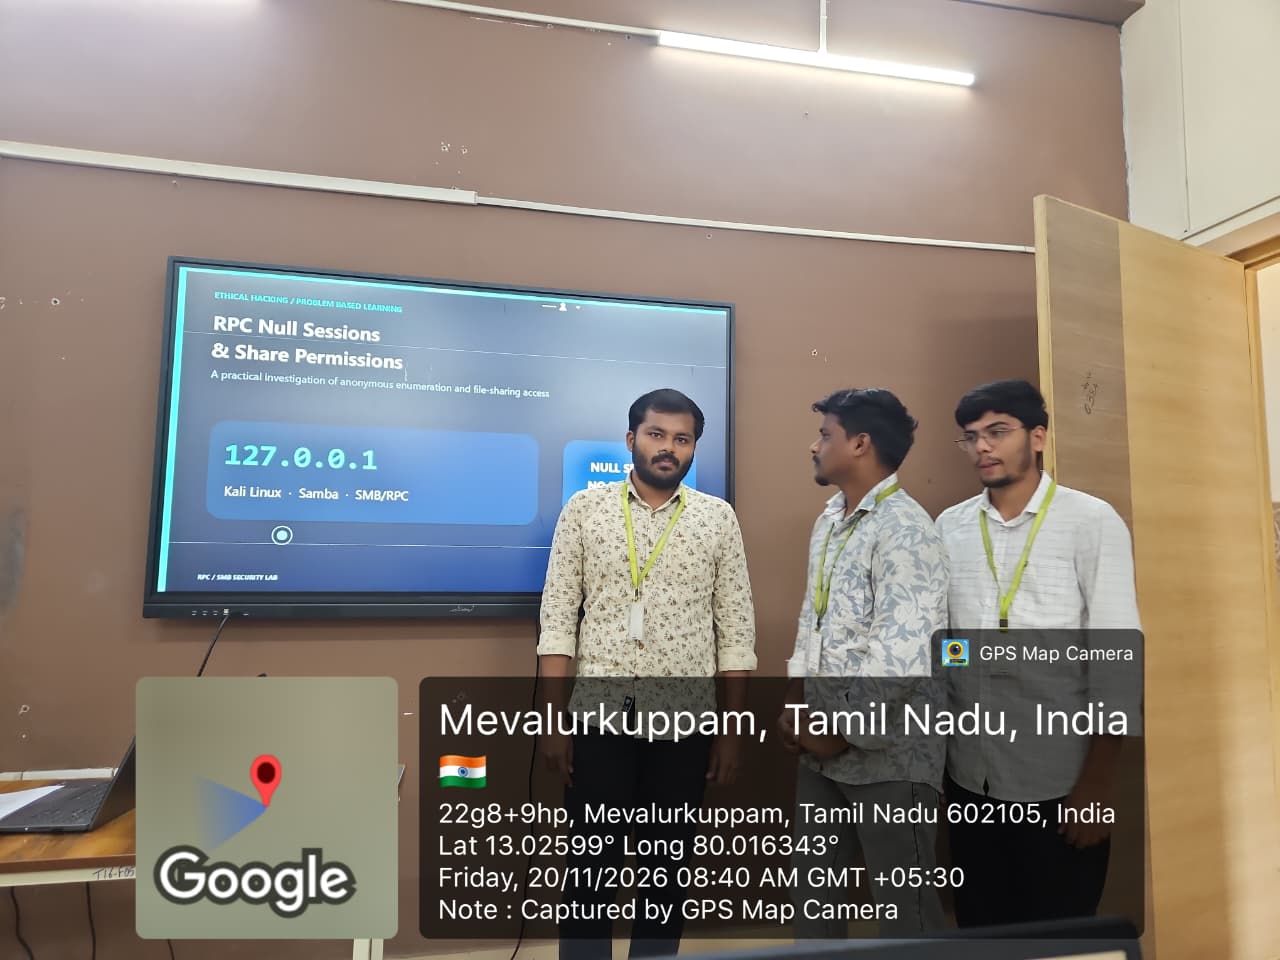 ETHICAL HACKING / PROBLEM BASED LEARNING
RPC Null Sessions
& Share Permissions
A practical investigation of anonymous enumeration and file-sharing access
127.0.0.1
Kali Linux · Samba · SMB/RPC
NULL
RPC / SMB SECURITY LAB
GPS Map Camera
Mevalurkuppam, Tamil Nadu, India
22g8+9hp, Mevalurkuppam, Tamil Nadu 602105, India
Lat 13.02599° Long 80.016343°
Friday, 20/11/2026 08:40 AM GMT +05:30
Note : Captured by GPS Map Camera
Google